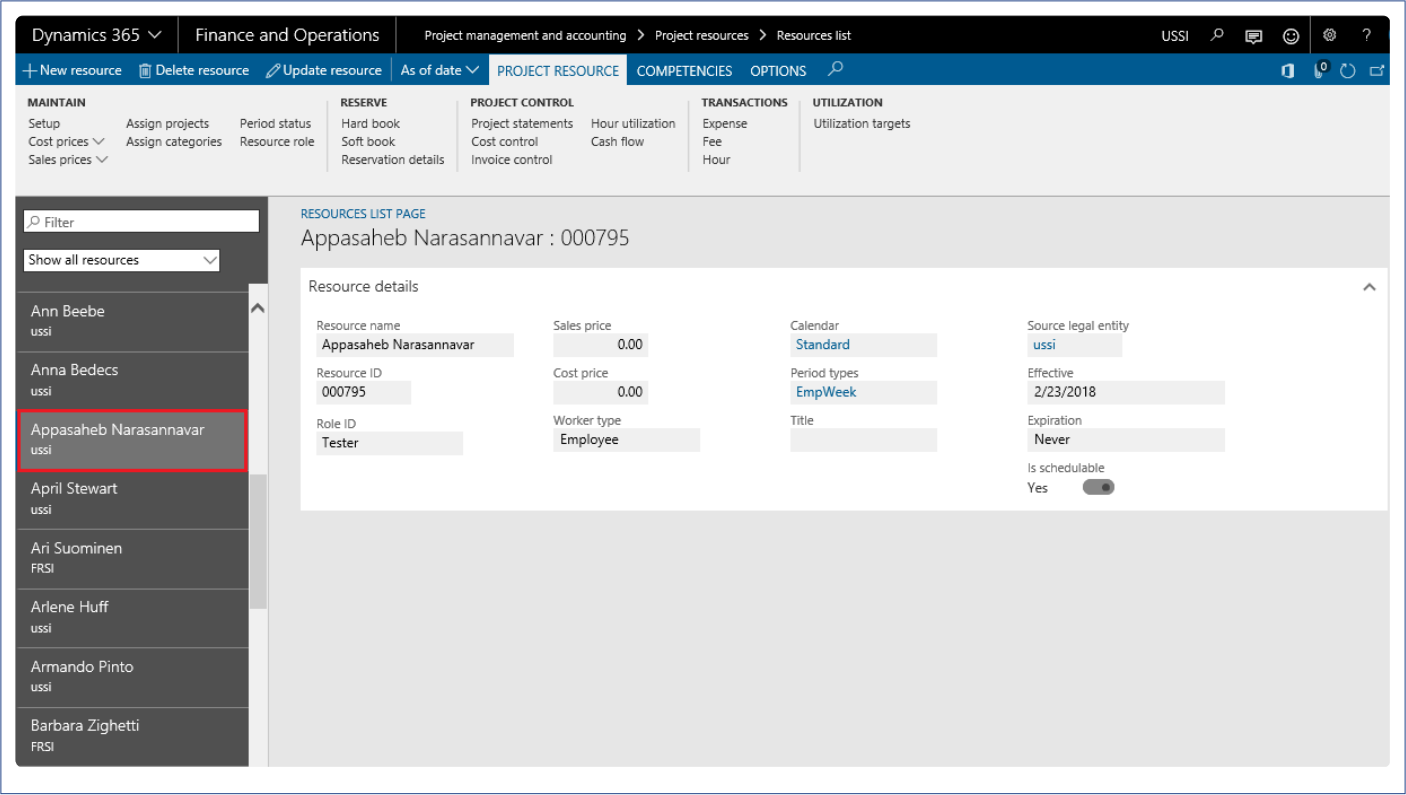 Dynamics 365 Finance and Operations Project management and accounting > Project resources > Resources list USSI ?
New resource Delete resource Update resource As of date PROJECT RESOURCE COMPETENCIES OPTIONS 0
MAINTAIN RESERVE PROJECT CONTROL TRANSACTIONS UTILIZATION
Setup Assign projects Period status Hard book Project statements Hour utilization Expense Utilization targets
Cost prices Assign categories Resource role Soft book Cost control Cash flow Fee
Sales prices Reservation details Invoice control Hour
Filter
Show all resources
Ann Beebe
ussi
Anna Bedecs
ussi
Appasaheb Narasannavar
ussi
April Stewart
ussi
Ari Suominen
FRSI
Arlene Huff
ussi
Armando Pinto
ussi
Barbara Zighetti
FRSI
RESOURCES LIST PAGE
Appasaheb Narasannavar : 000795
Resource details
Resource name Sales price Calendar Source legal entity
Appasaheb Narasannavar 0.00 Standard ussi
Resource ID Cost price Period types Effective
000795 0.00 EmpWeek 2/23/2018
Role ID Worker type Title Expiration
Tester Employee Never
Is schedulable
Yes